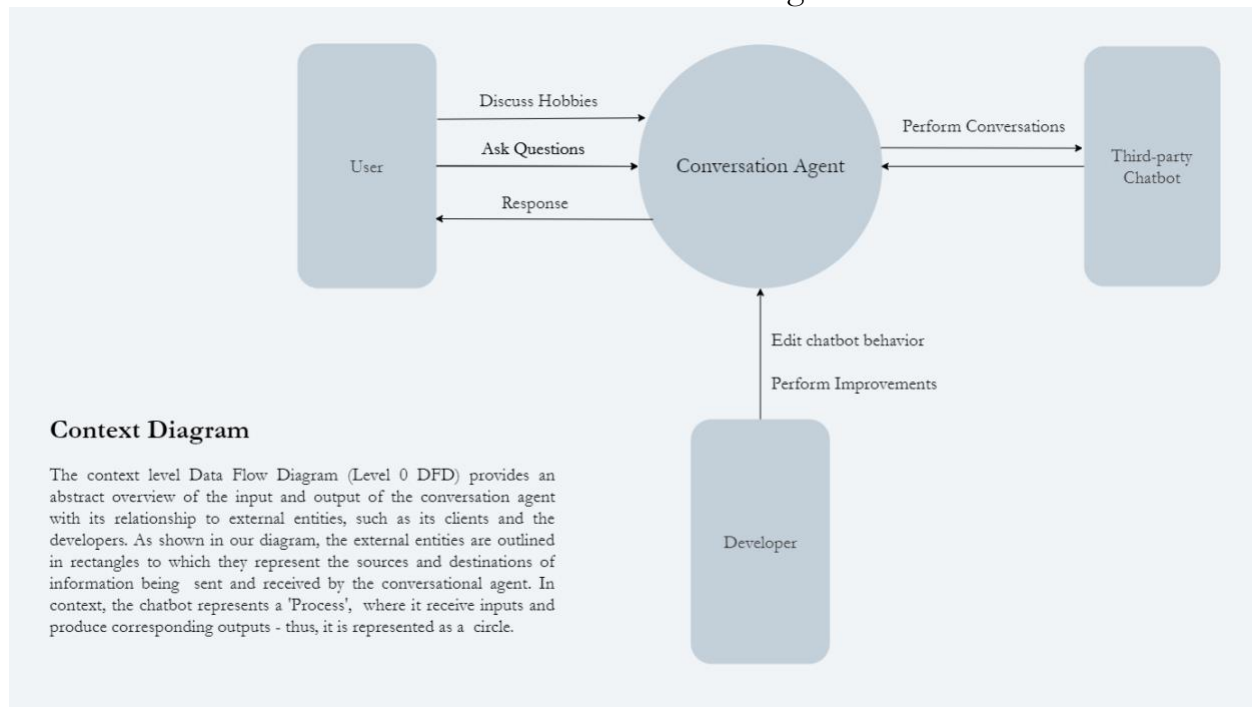 Discuss Hobbies
Ask Questions
Response
User
Conversation Agent
Perform Conversations
Third-party
Chatbot
Edit chatbot behavior
Perform Improvements
Developer
Context Diagram
The context level Data Flow Diagram (Level 0 DFD) provides an
abstract overview of the input and output of the conversation agent
with its relationship to external entities, such as its clients and the
developers. As shown in our diagram, the external entities are outlined
in rectangles to which they represent the sources and destinations of
information being sent and received by the conversational agent. In
context, the chatbot represents a 'Process', where it receive inputs and
produce corresponding outputs - thus, it is represented as a circle.